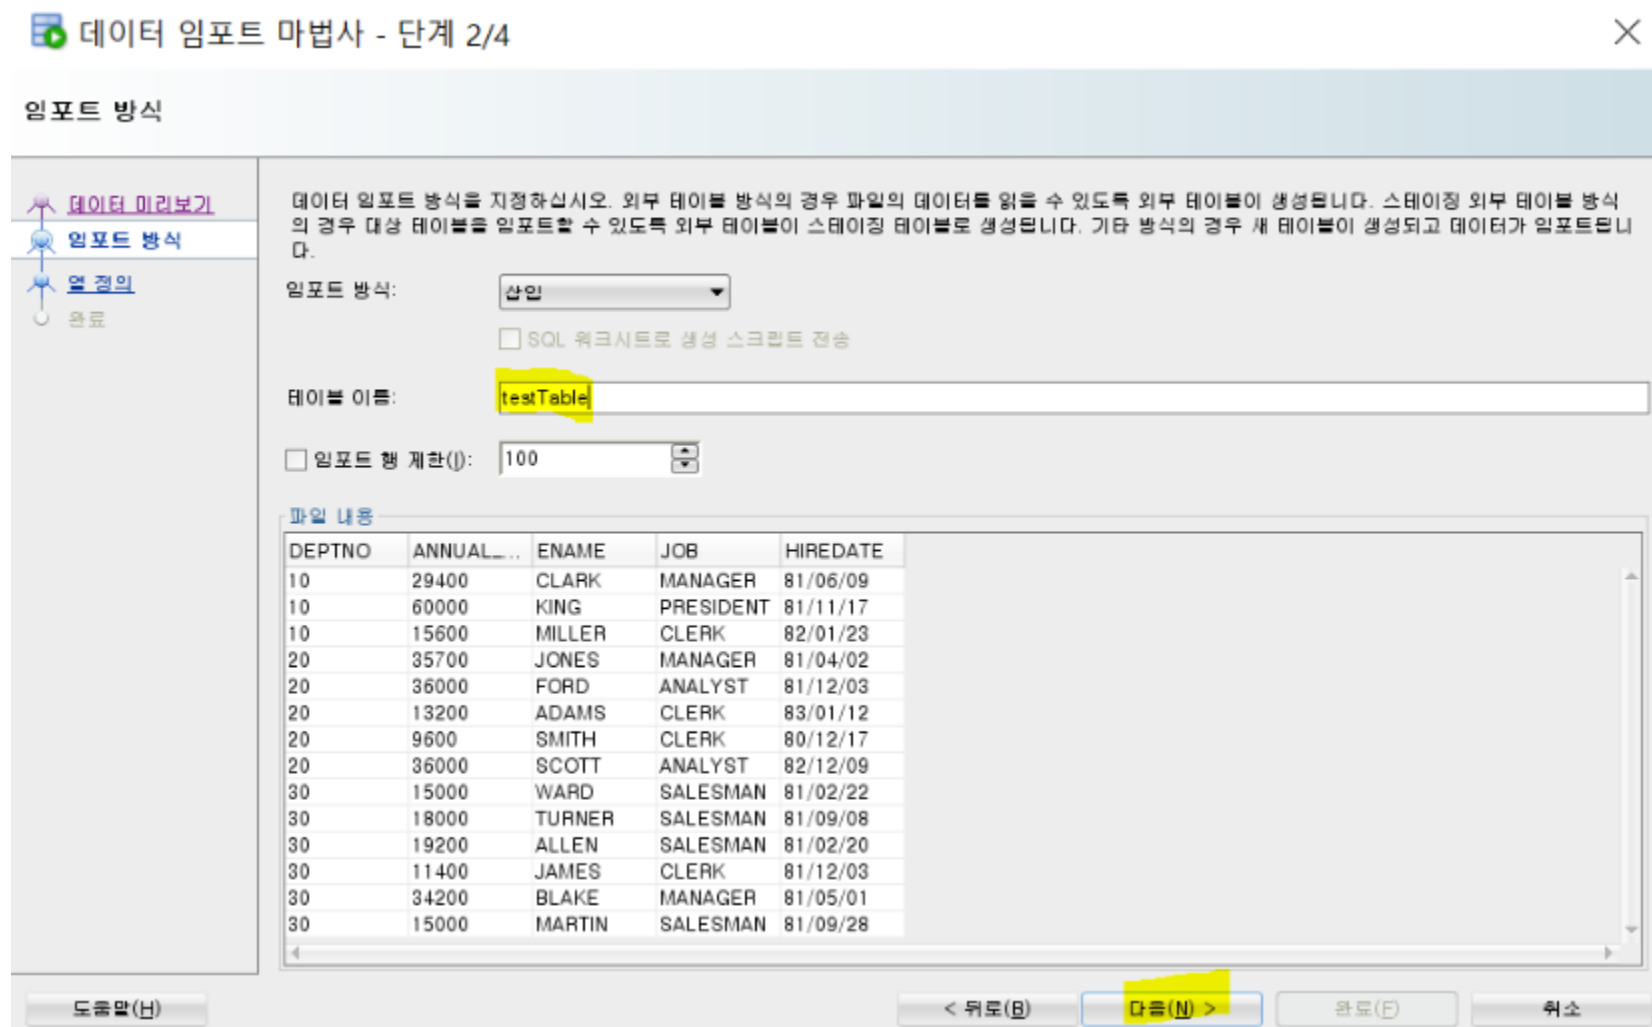 데이터 임포트 마법사 - 단계 2/4
임포트 방식
데이터 미리보기
임포트 방식
열 정의
완료
데이터 임포트 방식을 지정하십시오. 외부 테이블 방식의 경우 파일의 데이터를 읽을 수 있도록 외부 테이블이 생성됩니다. 스테이징 외부 테이블 방식
의 경우 대상 테이블을 임포트할 수 있도록 외부 테이블이 스테이징 테이블로 생성됩니다. 기타 방식의 경우 새 테이블이 생성되고 데이터가 임포트됩니
다.
임포트 방식: 삽입
SQL 워크시트로 생성 스크립트 전송
테이블 이름: testTable
임포트 행 제한(I): 100
파일 내용
DEPTNO ANNUAL_... ENAME JOB HIREDATE
10 29400 CLARK MANAGER 81/06/09
10 60000 KING PRESIDENT 81/11/17
10 15600 MILLER CLERK 82/01/23
20 35700 JONES MANAGER 81/04/02
20 36000 FORD ANALYST 81/12/03
20 13200 ADAMS CLERK 83/01/12
20 9600 SMITH CLERK 80/12/17
20 36000 SCOTT ANALYST 82/12/09
30 15000 WARD SALESMAN 81/02/22
30 18000 TURNER SALESMAN 81/09/08
30 19200 ALLEN SALESMAN 81/02/20
30 11400 JAMES CLERK 81/12/03
30 34200 BLAKE MANAGER 81/05/01
30 15000 MARTIN SALESMAN 81/09/28
도움말(H) < 뒤로(B) 다음(N) > 완료(F) 취소